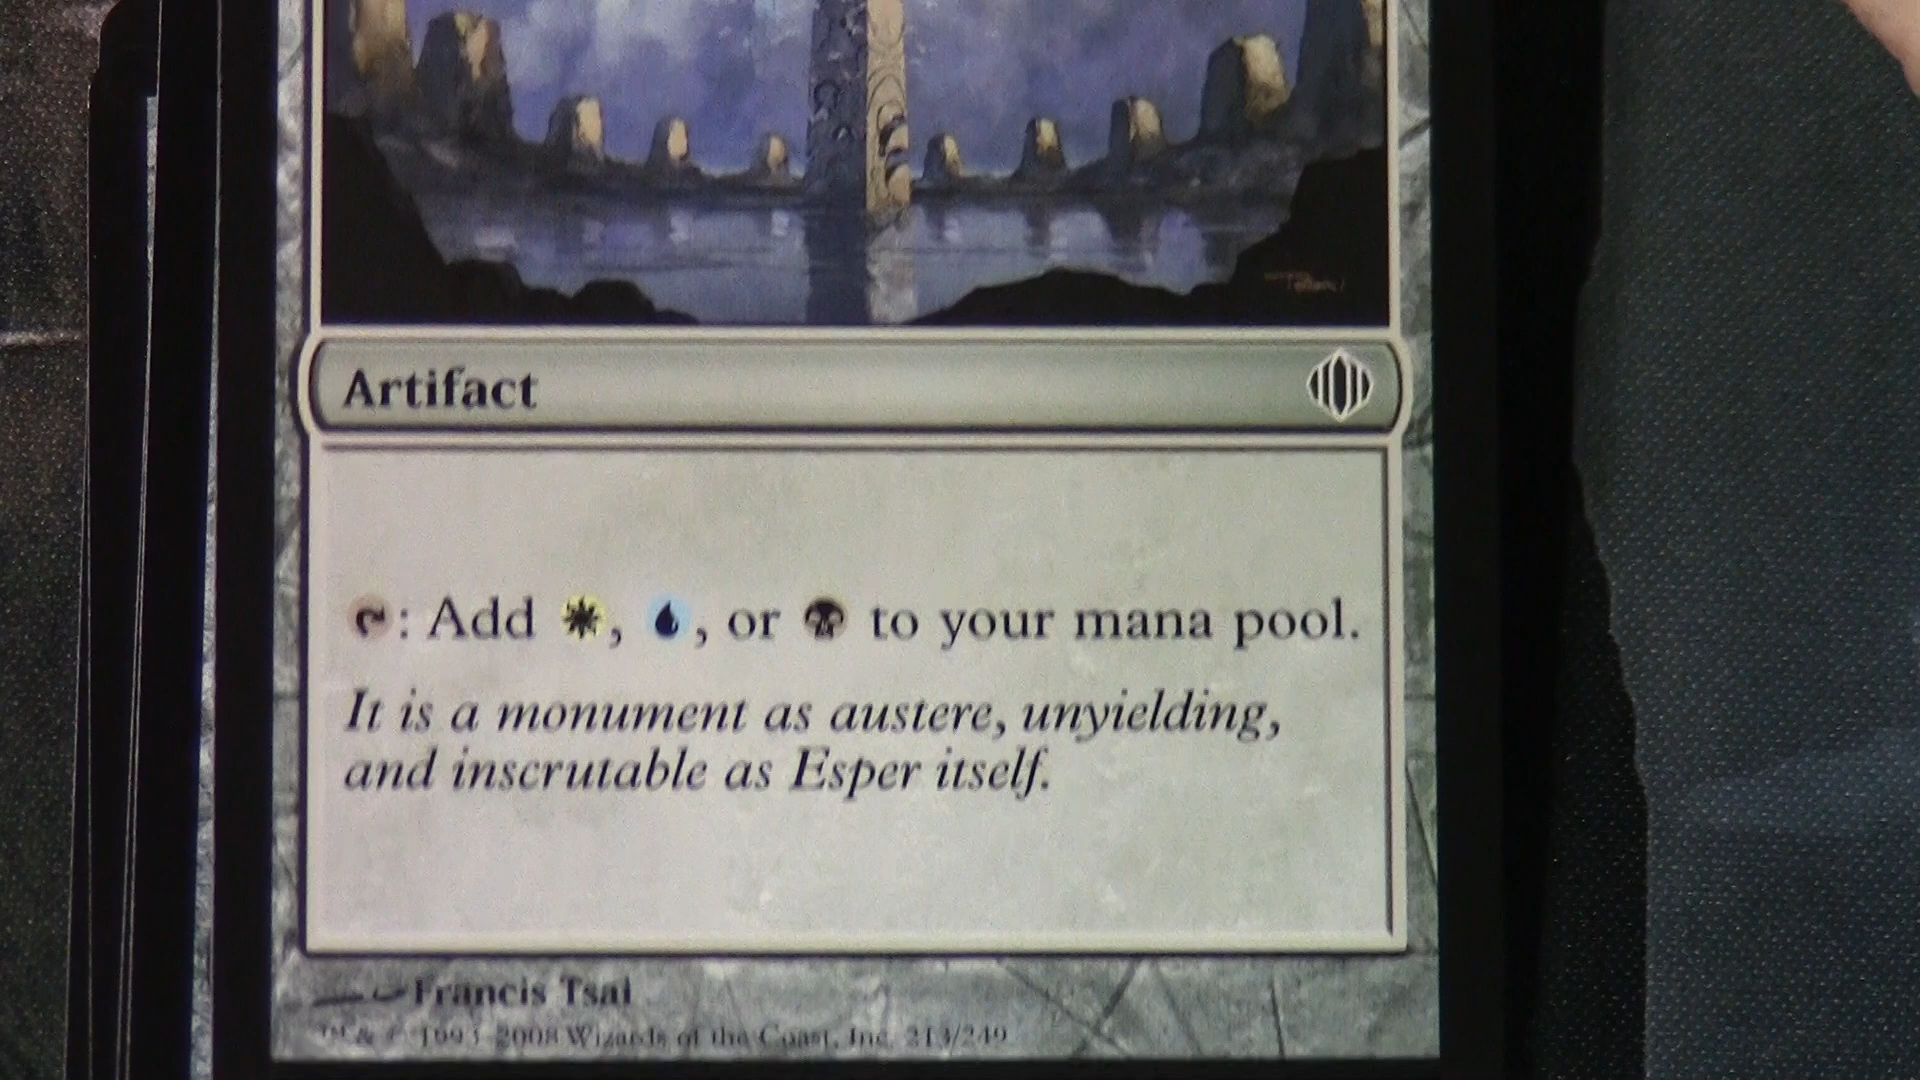 Artifact
: Add , , or to your mana pool.
It is a monument as austere, unyielding,
and inscrutable as Esper itself.
Francis Tsai
™ & © 1993–2008 Wizards of the Coast, Inc. 213/249